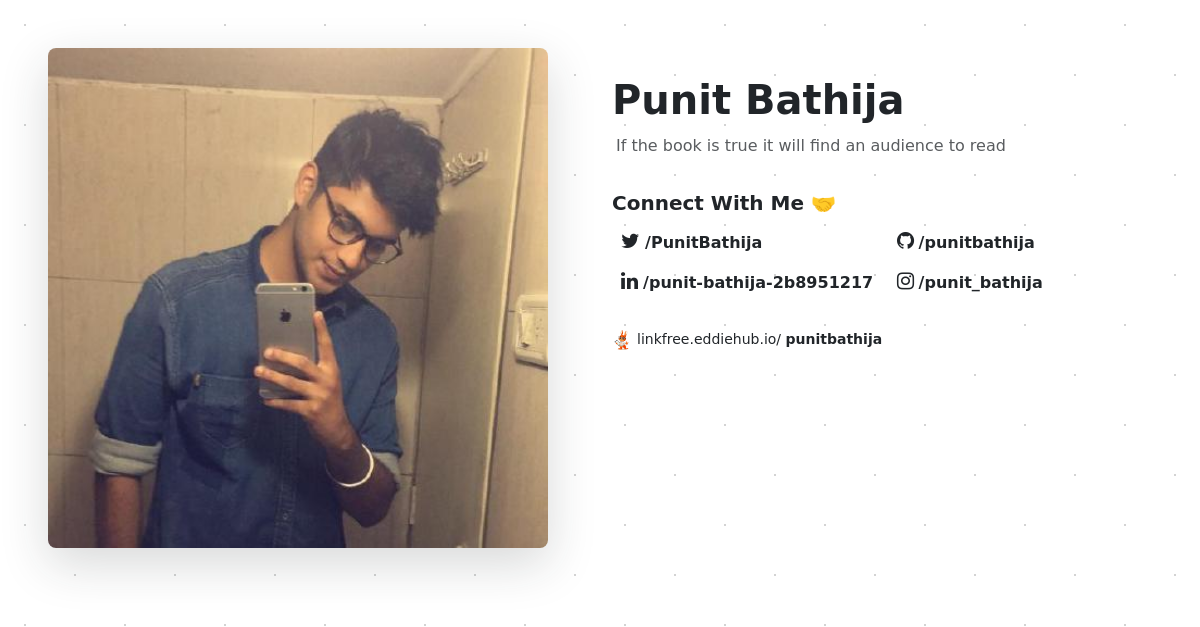 Punit Bathija
If the book is true it will find an audience to read
Connect With Me 🤝
/PunitBathija
/punitbathija
/punit-bathija-2b8951217
/punit_bathija
linkfree.eddiehub.io/ punitbathija